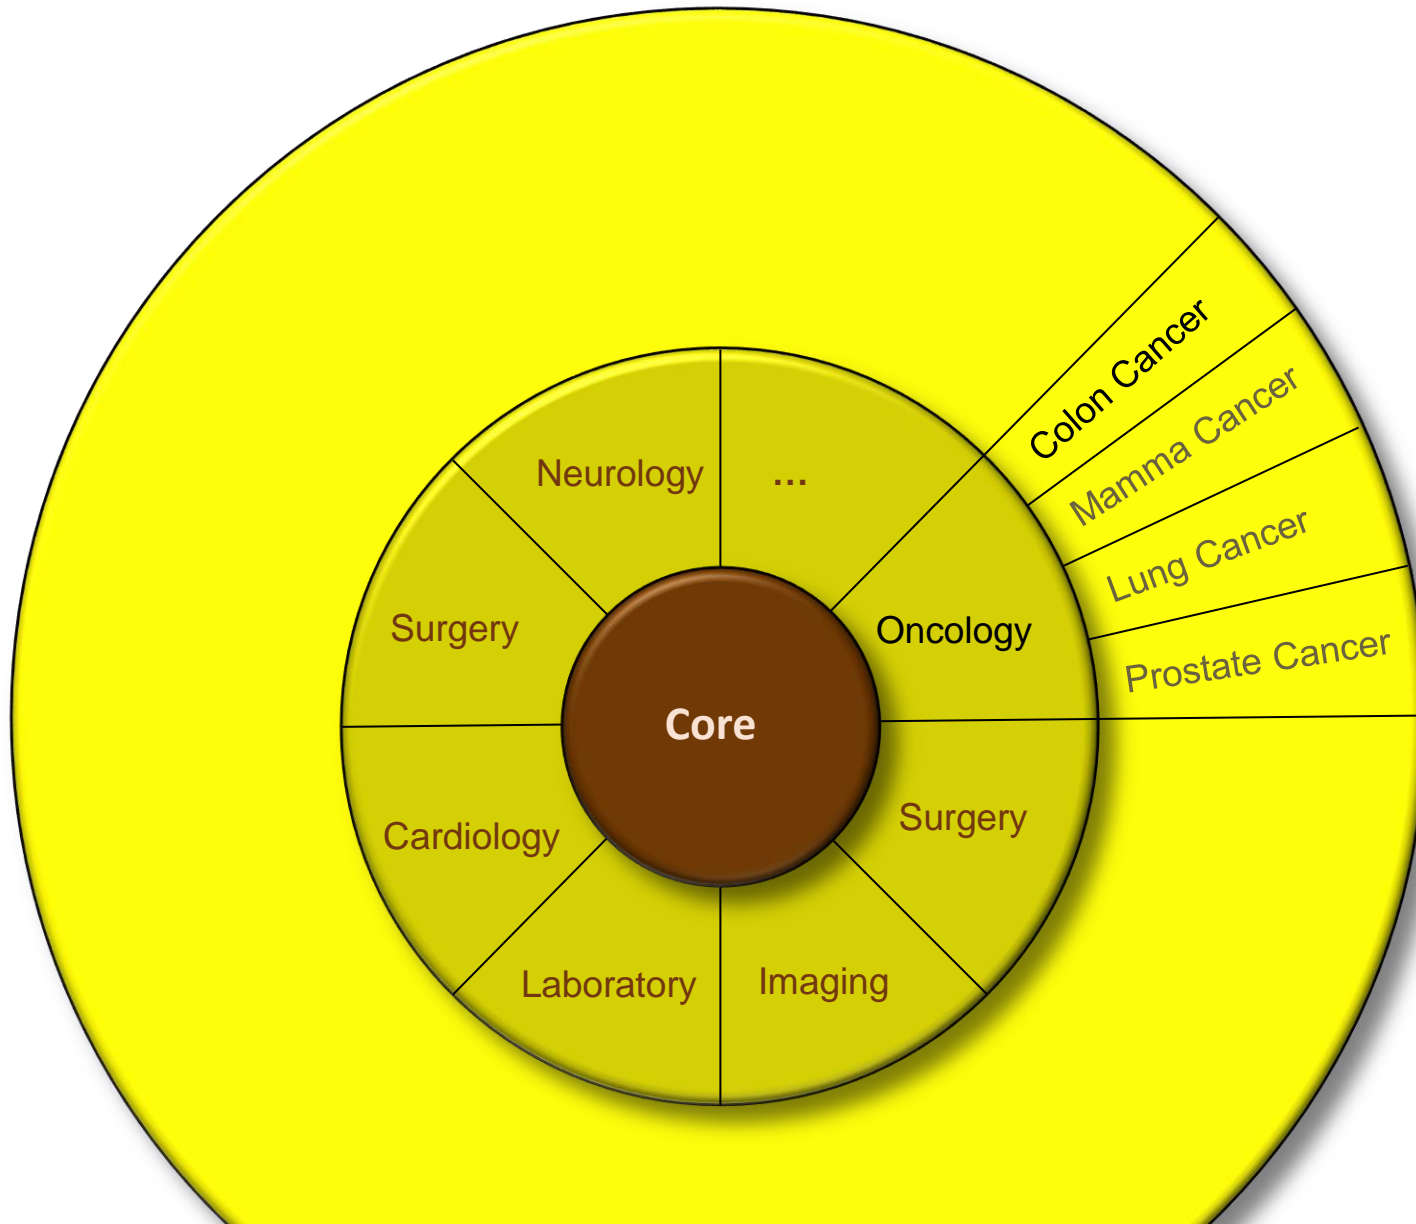 Colon Cancer
Mamma Cancer
Lung Cancer
Prostate Cancer
Neurology
...
Surgery
Oncology
Core
Cardiology
Surgery
Laboratory
Imaging